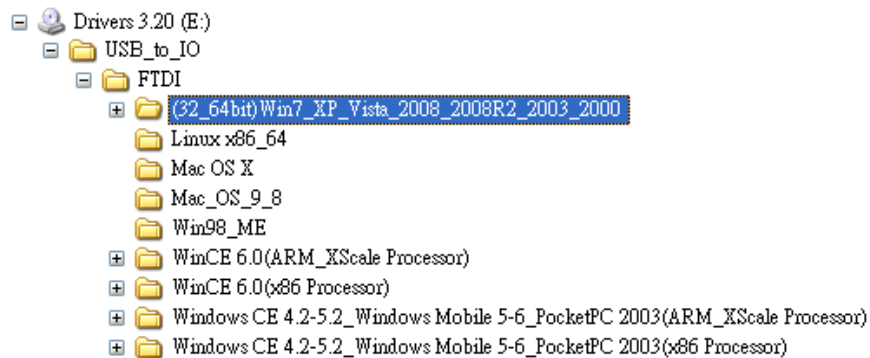 Drivers 3.20 (E:)
USB_to_IO
FTDI
(32_64bit)Win7_XP_Vista_2008_2008R2_2003_2000
Linux x86_64
Mac OS X
Mac_OS_9_8
Win98_ME
WinCE 6.0(ARM_XScale Processor)
WinCE 6.0(x86 Processor)
Windows CE 4.2-5.2_Windows Mobile 5-6_PocketPC 2003(ARM_XScale Processor)
Windows CE 4.2-5.2_Windows Mobile 5-6_PocketPC 2003(x86 Processor)